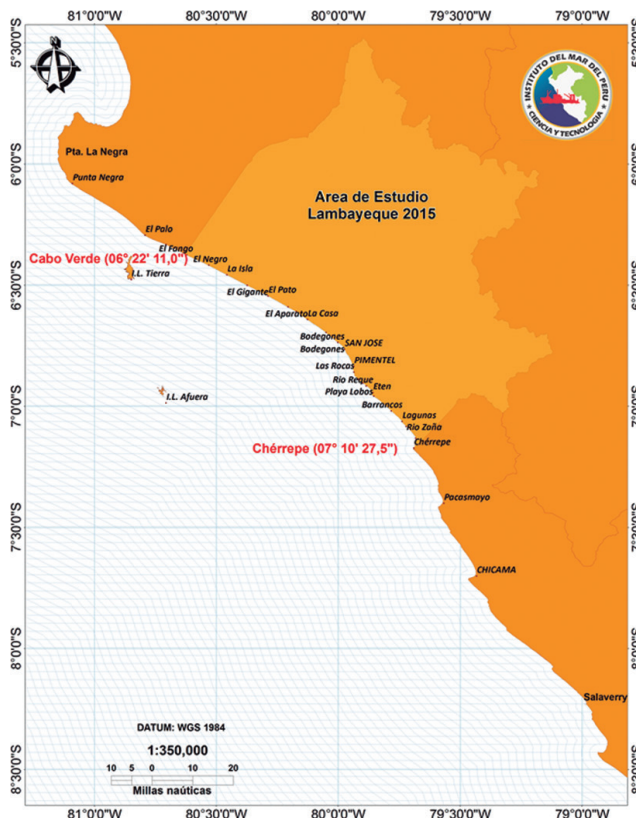 81°0'0"W
80°30'0"W
80°0'0"W
79°30'0"W
79°0'0"W
5°30'0"S
6°0'0"S
6°30'0"S
7°0'0"S
7°30'0"S
8°0'0"S
8°30'0"S
INSTITUTO DEL MAR DEL PERU
CIENCIA Y TECNOLOGIA
Pta. La Negra
Punta Negra
Area de Estudio
Lambayeque 2015
El Palo
El Fongo
Cabo Verde (06° 22' 11,0")
El Negro
La Isla
I.L. Tierra
El Gigante
El Pato
El Aparato
La Casa
Bodegones
SAN JOSE
Bodegones
PIMENTEL
Las Rocas
Rio Reque
Eten
Playa Lobos
I.L. Afuera
Barrancos
Lagunas
Rio Zaña
Chérrepe
Chérrepe (07° 10' 27,5")
Pacasmayo
CHICAMA
Salaverry
DATUM: WGS 1984
1:350,000
10 5 0 10 20
Millas naúticas
81°0'0"W
80°30'0"W
80°0'0"W
79°30'0"W
79°0'0"W